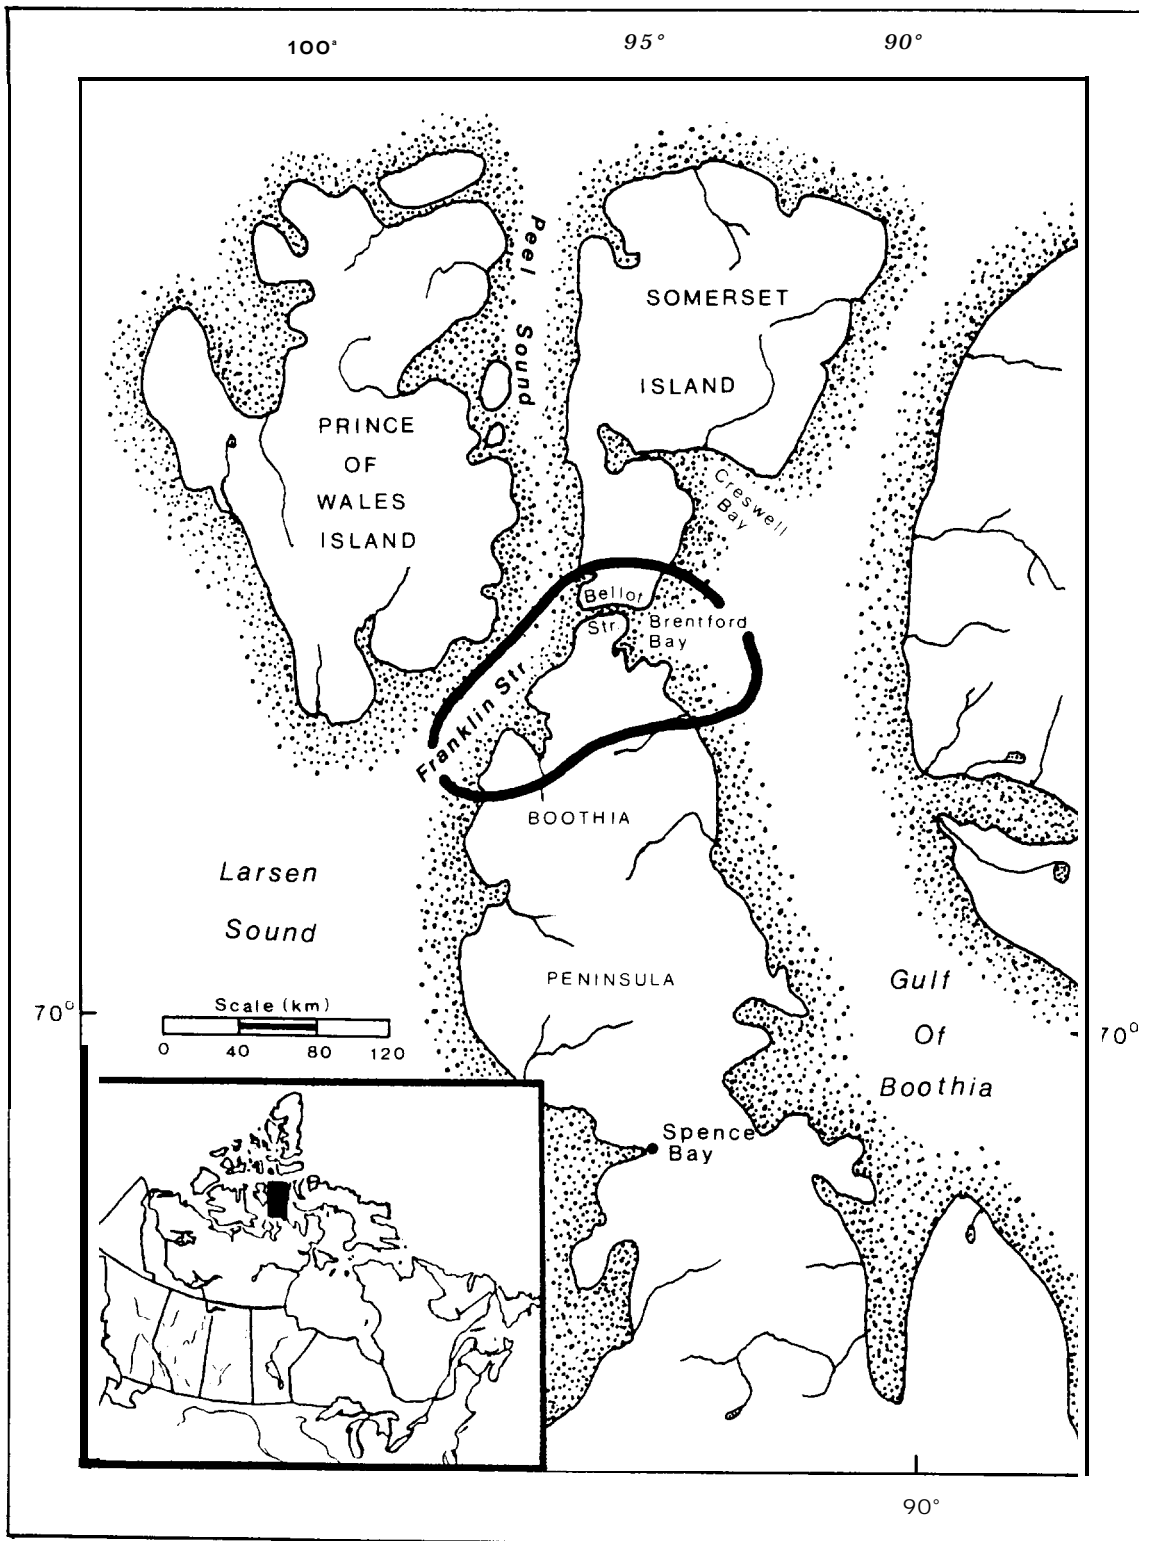 100°
95°
90°
Peel Sound
SOMERSET
ISLAND
PRINCE
OF
WALES
ISLAND
Creswell
Bay
Bellot
Str.
Brentford
Bay
Franklin Str.
BOOTHIA
Larsen
Sound
PENINSULA
Gulf
Of
Boothia
70°
Scale (km)
0 40 80 120
70°
Spence
Bay
90°